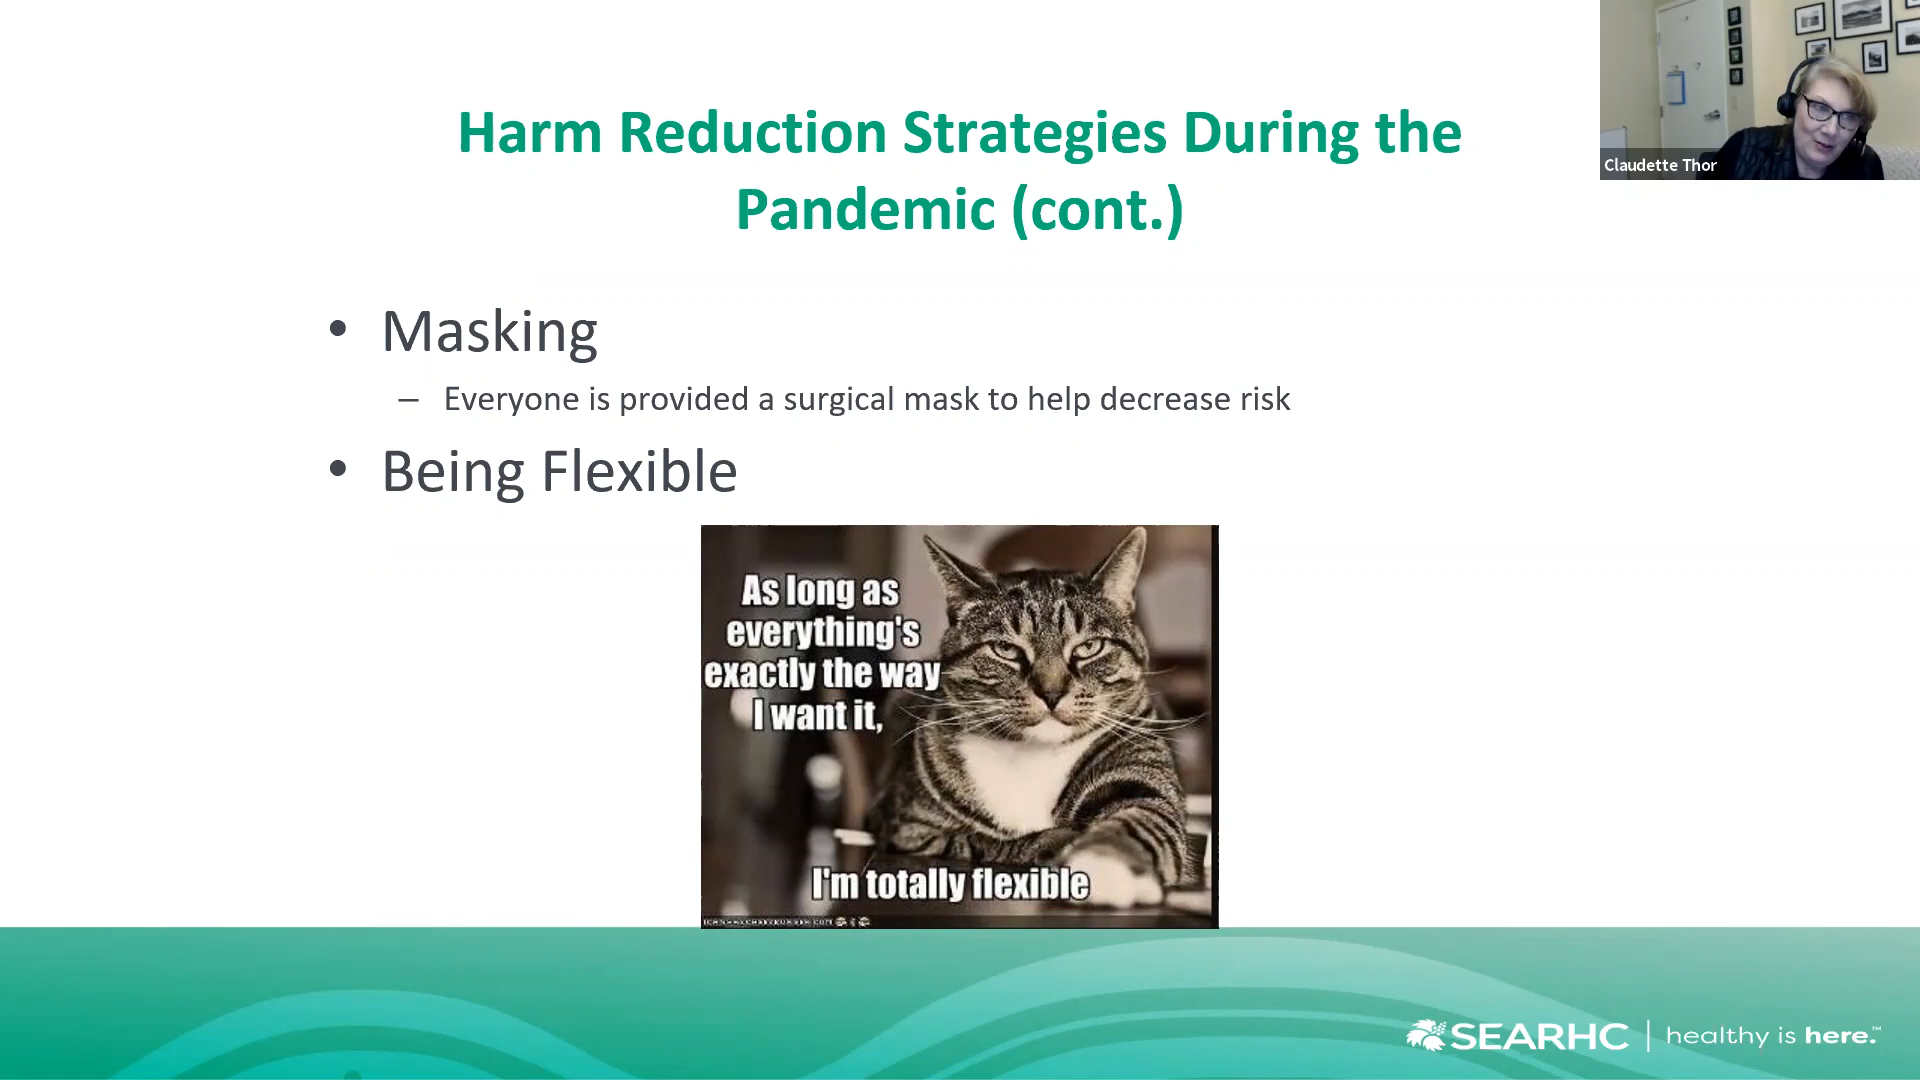 Harm Reduction Strategies During the
Pandemic (cont.)
Claudette Thor
• Masking
– Everyone is provided a surgical mask to help decrease risk
• Being Flexible
As long as
everything's
exactly the way
I want it,
I'm totally flexible
SEARHC | healthy is here.™